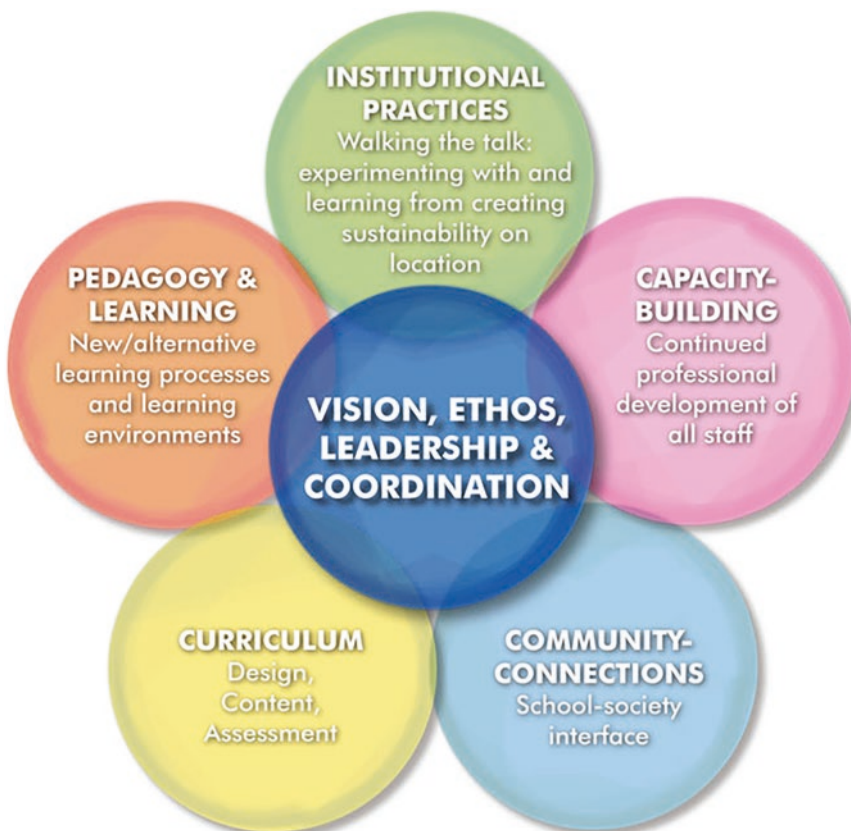 INSTITUTIONAL
PRACTICES
Walking the talk:
experimenting with and
learning from creating
sustainability on
location
PEDAGOGY &
LEARNING
New/alternative
learning processes
and learning
environments
CAPACITY-
BUILDING
Continued
professional
development of
all staff
VISION, ETHOS,
LEADERSHIP &
COORDINATION
CURRICULUM
Design,
Content,
Assessment
COMMUNITY-
CONNECTIONS
School-society
interface